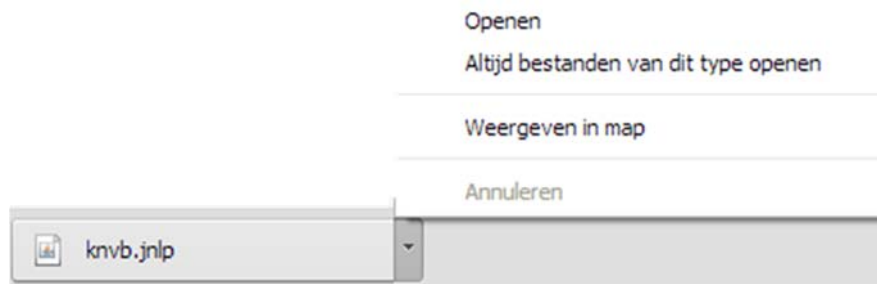 Openen
Altijd bestanden van dit type openen
Weergeven in map
Annuleren
knvb.jnlp